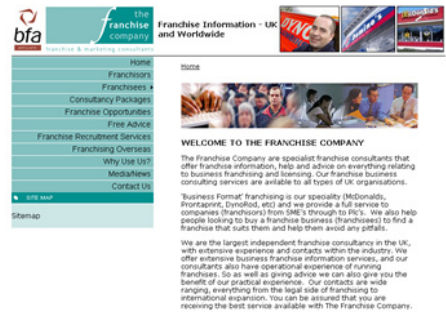 bfa
the
franchise
company
franchise & marketing consultants
Franchise Information - UK
and Worldwide
DYNO
Home
Franchisors
Franchisees
Consultancy Packages
Franchise Opportunities
Free Advice
Franchise Recruitment Services
Franchising Overseas
Why Use Us?
Media/News
Contact Us
SITE MAP
Sitemap
Home
WELCOME TO THE FRANCHISE COMPANY
The Franchise Company are specialist franchise consultants that
offer franchise information, help and advice on everything relating
to business franchising and licensing. Our franchise business
consulting services are avilable to all types of UK organisations.
'Business Format' franchising is our speciality (McDonalds,
Prontaprint, DynoRod, etc) and we provide a full service to
companies (franchisors) from SME's through to Plc's. We also help
people looking to buy a franchise business (franchisees) to find a
franchise that suits them and help them avoid any pitfalls.
We are the largest independent franchise consultancy in the UK,
with extensive experience and contacts within the industry. We
offer extensive business franchise information services, and our
consultants also have operational experience of running
franchises. So as well as giving advice we can also give you the
benefit of our practical experience. Our contacts are wide
ranging, everything from the legal side of franchising to
international expansion. You can be assured that you are
receiving the best service available with The Franchise Company.